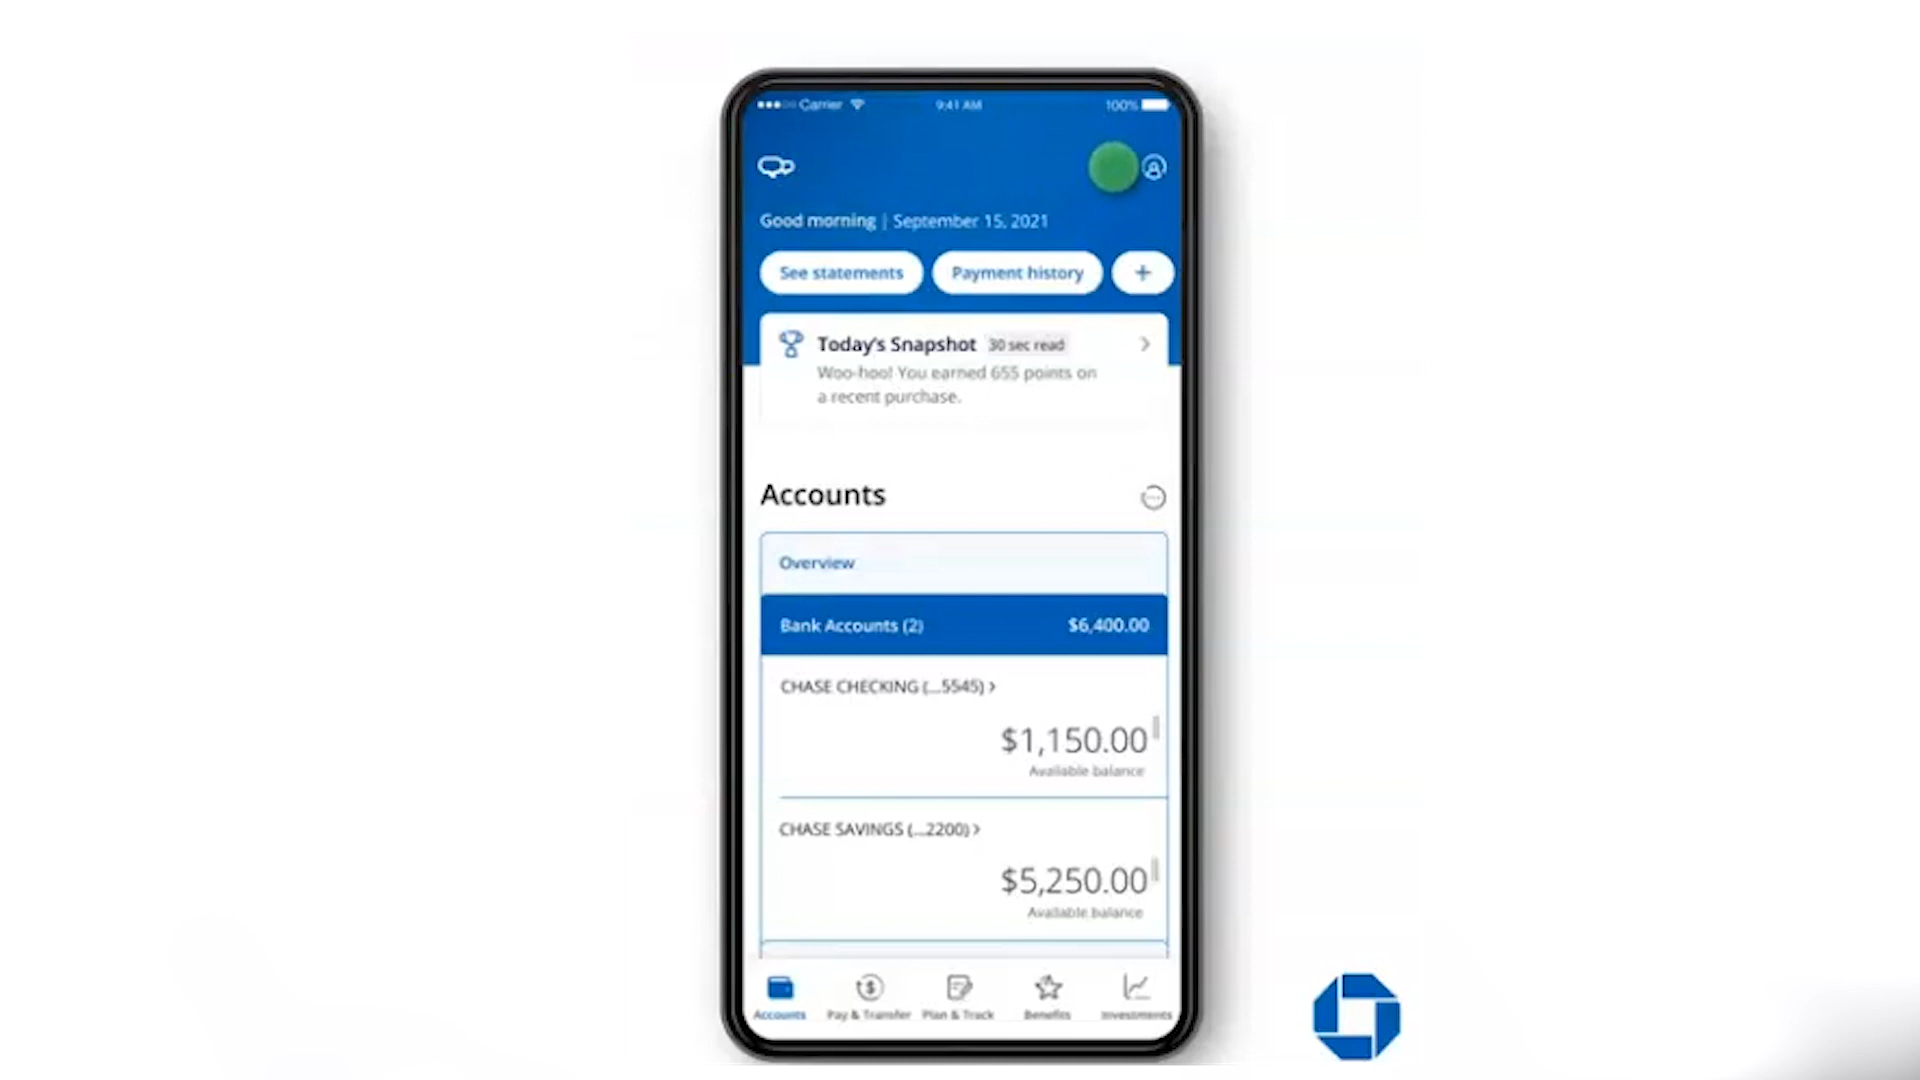 Carrier 9:41 AM 100%
Good morning | September 15, 2021
See statements Payment history +
Today's Snapshot 30 sec read
Woo-hoo! You earned 655 points on
a recent purchase.
Accounts
Overview
Bank Accounts (2) $6,400.00
CHASE CHECKING (...5545) >
$1,150.00
Available balance
CHASE SAVINGS (...2200) >
$5,250.00
Available balance
Accounts Pay & Transfer Plan & Track Benefits Investments